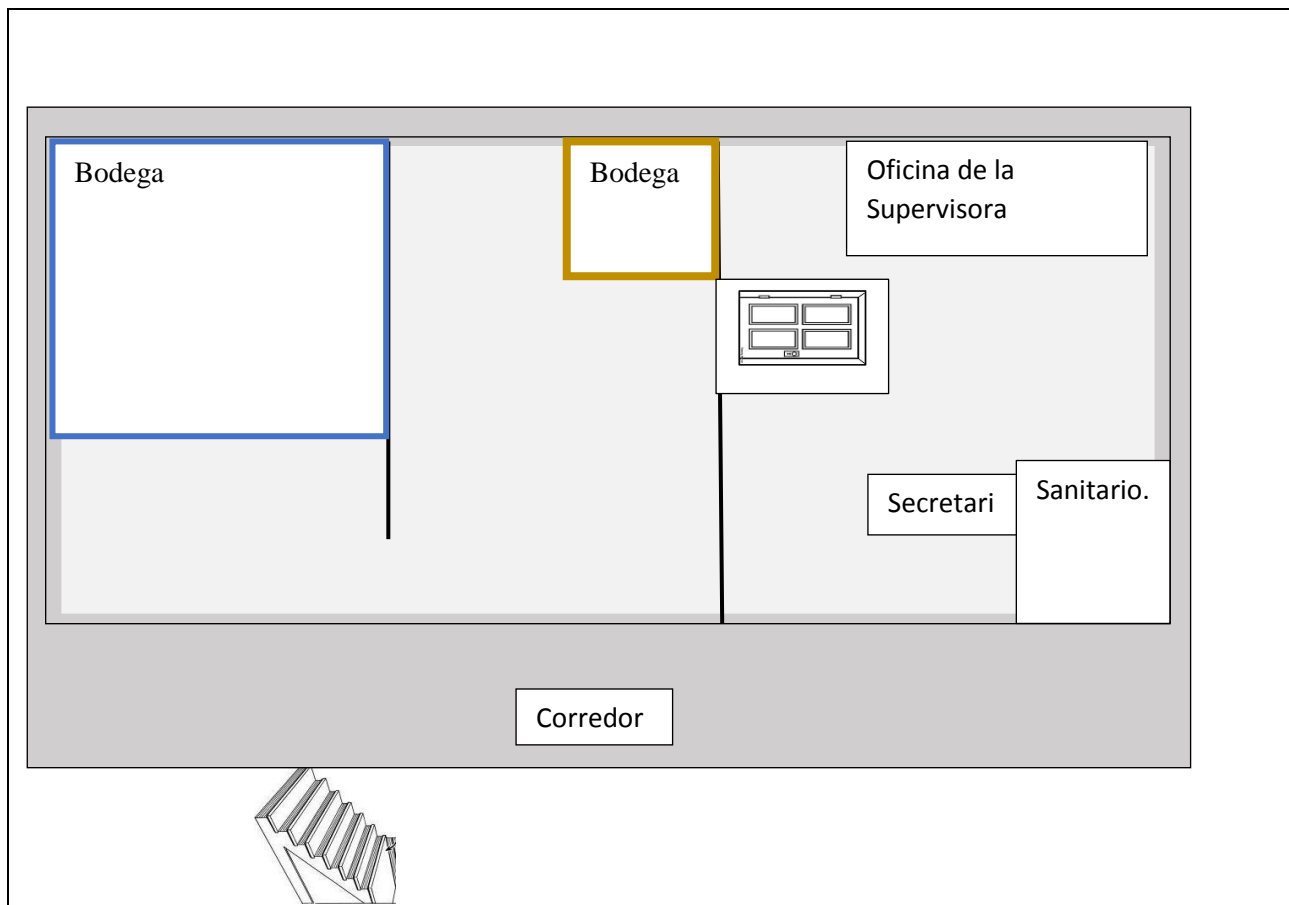 Bodega
Bodega
Oficina de la
Supervisora
Secretari
Sanitario.
Corredor